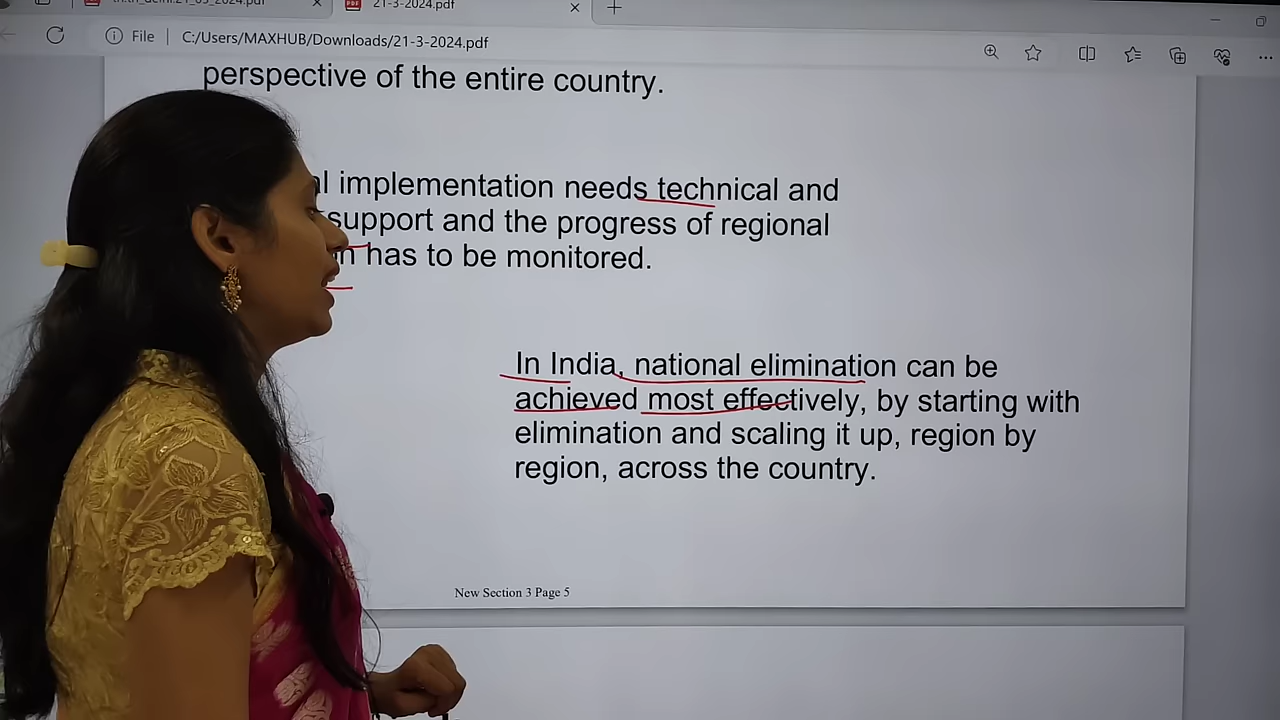 21-3-2024.pdf
File
C:/Users/MAXHUB/Downloads/21-3-2024.pdf
perspective of the entire country.
implementation needs technical and
support and the progress of regional
has to be monitored.
In India, national elimination can be
achieved most effectively, by starting with
elimination and scaling it up, region by
region, across the country.
New Section 3 Page 5